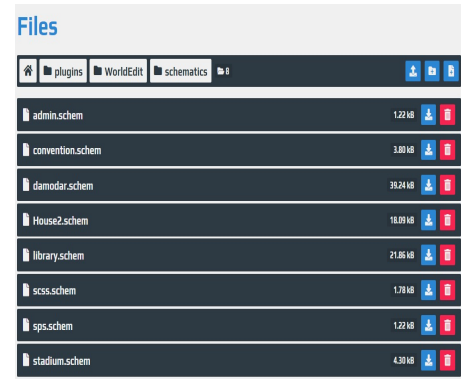 Files
plugins WorldEdit schematics 8
admin.schem 1.22 kB
convention.schem 3.80 kB
damodar.schem 39.24 kB
House2.schem 18.09 kB
library.schem 21.86 kB
scss.schem 1.78 kB
sps.schem 1.22 kB
stadium.schem 4.30 kB